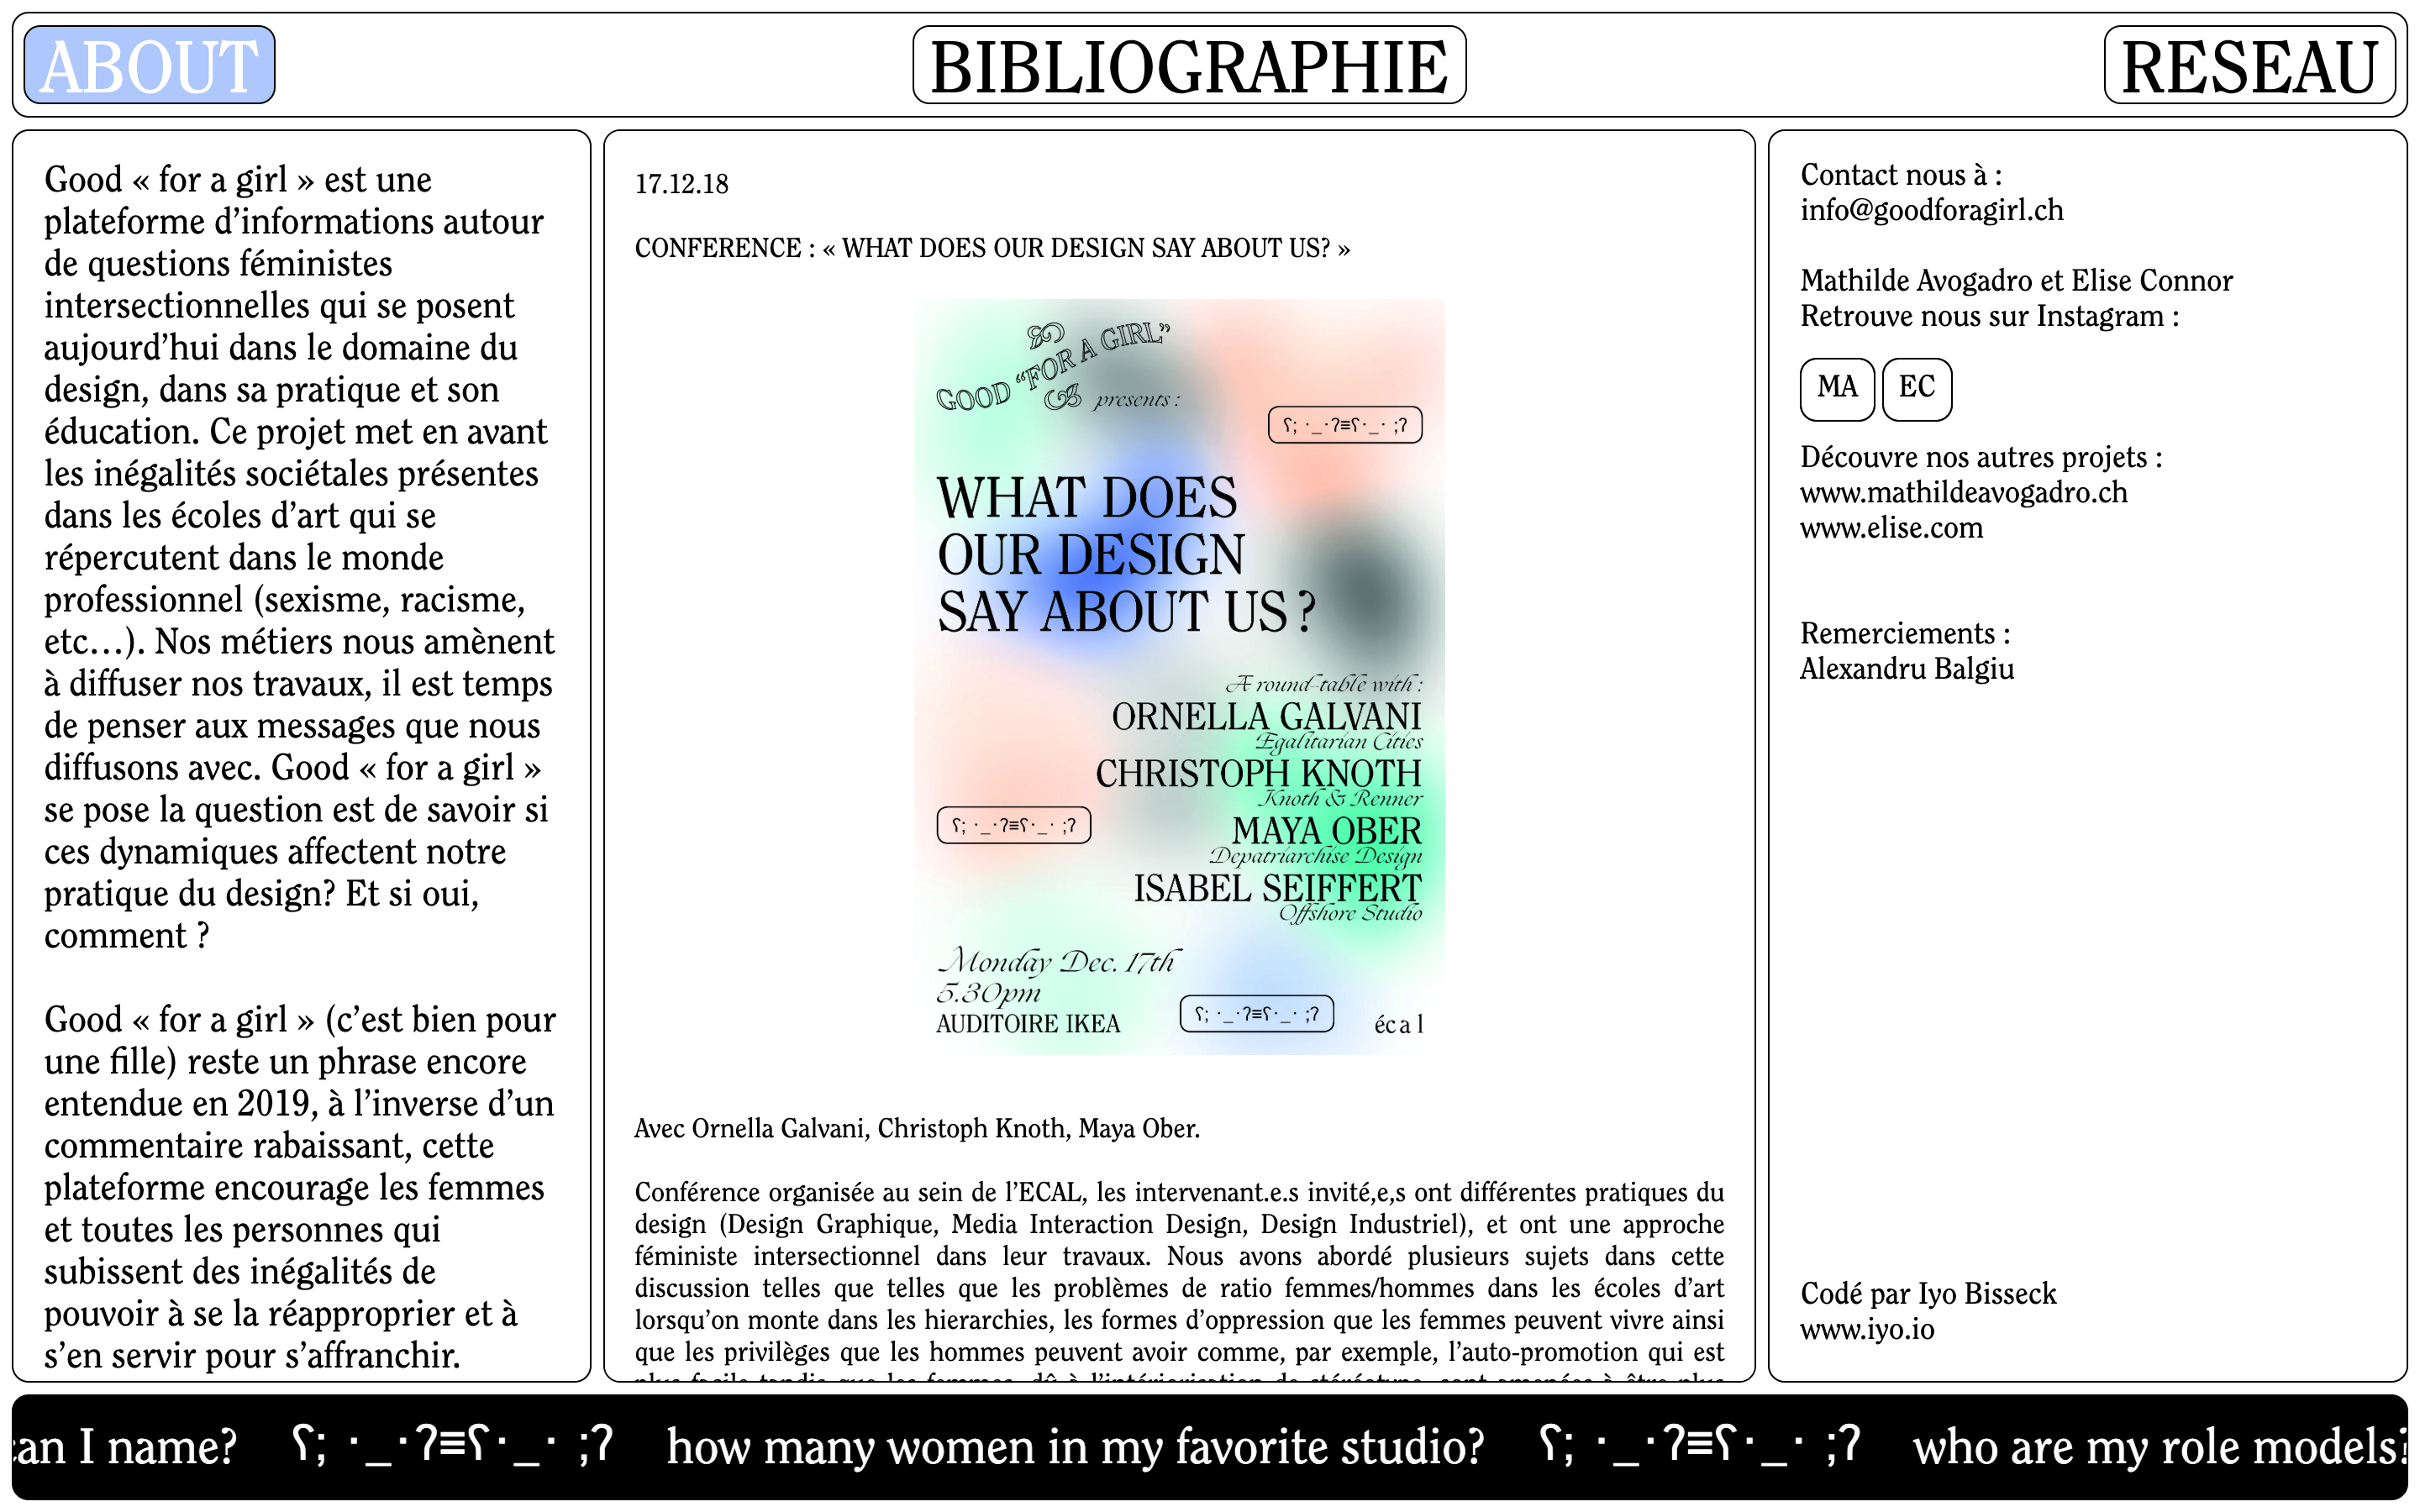 ABOUT
BIBLIOGRAPHIE
RESEAU
Good « for a girl » est une
plateforme d’informations autour
de questions féministes
intersectionnelles qui se posent
aujourd’hui dans le domaine du
design, dans sa pratique et son
éducation. Ce projet met en avant
les inégalités sociétales présentes
dans les écoles d’art qui se
répercutent dans le monde
professionnel (sexisme, racisme,
etc…). Nos métiers nous amènent
à diffuser nos travaux, il est temps
de penser aux messages que nous
diffusons avec. Good « for a girl »
se pose la question est de savoir si
ces dynamiques affectent notre
pratique du design? Et si oui,
comment ?
Good « for a girl » (c’est bien pour
une fille) reste un phrase encore
entendue en 2019, à l’inverse d’un
commentaire rabaissant, cette
plateforme encourage les femmes
et toutes les personnes qui
subissent des inégalités de
pouvoir à se la réapproprier et à
s’en servir pour s’affranchir.
17.12.18
CONFERENCE : « WHAT DOES OUR DESIGN SAY ABOUT US? »
GOOD “FOR A GIRL”
presents :
ʕ; ·_·ʔ≡ʕ·_· ;ʔ
WHAT DOES
OUR DESIGN
SAY ABOUT US ?
A round-table with :
ORNELLA GALVANI
Egalitarian Cities
CHRISTOPH KNOTH
Knoth & Renner
ʕ; ·_·ʔ≡ʕ·_· ;ʔ
MAYA OBER
Depatriarchise Design
ISABEL SEIFFERT
Offshore Studio
Monday Dec. 17th
5.30pm
AUDITOIRE IKEA
ʕ; ·_·ʔ≡ʕ·_· ;ʔ
éc a l
Avec Ornella Galvani, Christoph Knoth, Maya Ober.
Conférence organisée au sein de l’ECAL, les intervenant.e.s invité,e,s ont différentes pratiques du
design (Design Graphique, Media Interaction Design, Design Industriel), et ont une approche
féministe intersectionnel dans leur travaux. Nous avons abordé plusieurs sujets dans cette
discussion telles que telles que les problèmes de ratio femmes/hommes dans les écoles d’art
lorsqu’on monte dans les hierarchies, les formes d’oppression que les femmes peuvent vivre ainsi
que les privilèges que les hommes peuvent avoir comme, par exemple, l’auto-promotion qui est
plus facile tandis que les femmes, dû à l’intériorisation de stéréotype, sont amenées à être plus
Contact nous à :
info@goodforagirl.ch
Mathilde Avogadro et Elise Connor
Retrouve nous sur Instagram :
MA EC
Découvre nos autres projets :
www.mathildeavogadro.ch
www.elise.com
Remerciements :
Alexandru Balgiu
Codé par Iyo Bisseck
www.iyo.io
can I name? ʕ; ·_·ʔ≡ʕ·_· ;ʔ how many women in my favorite studio? ʕ; ·_·ʔ≡ʕ·_· ;ʔ who are my role models?